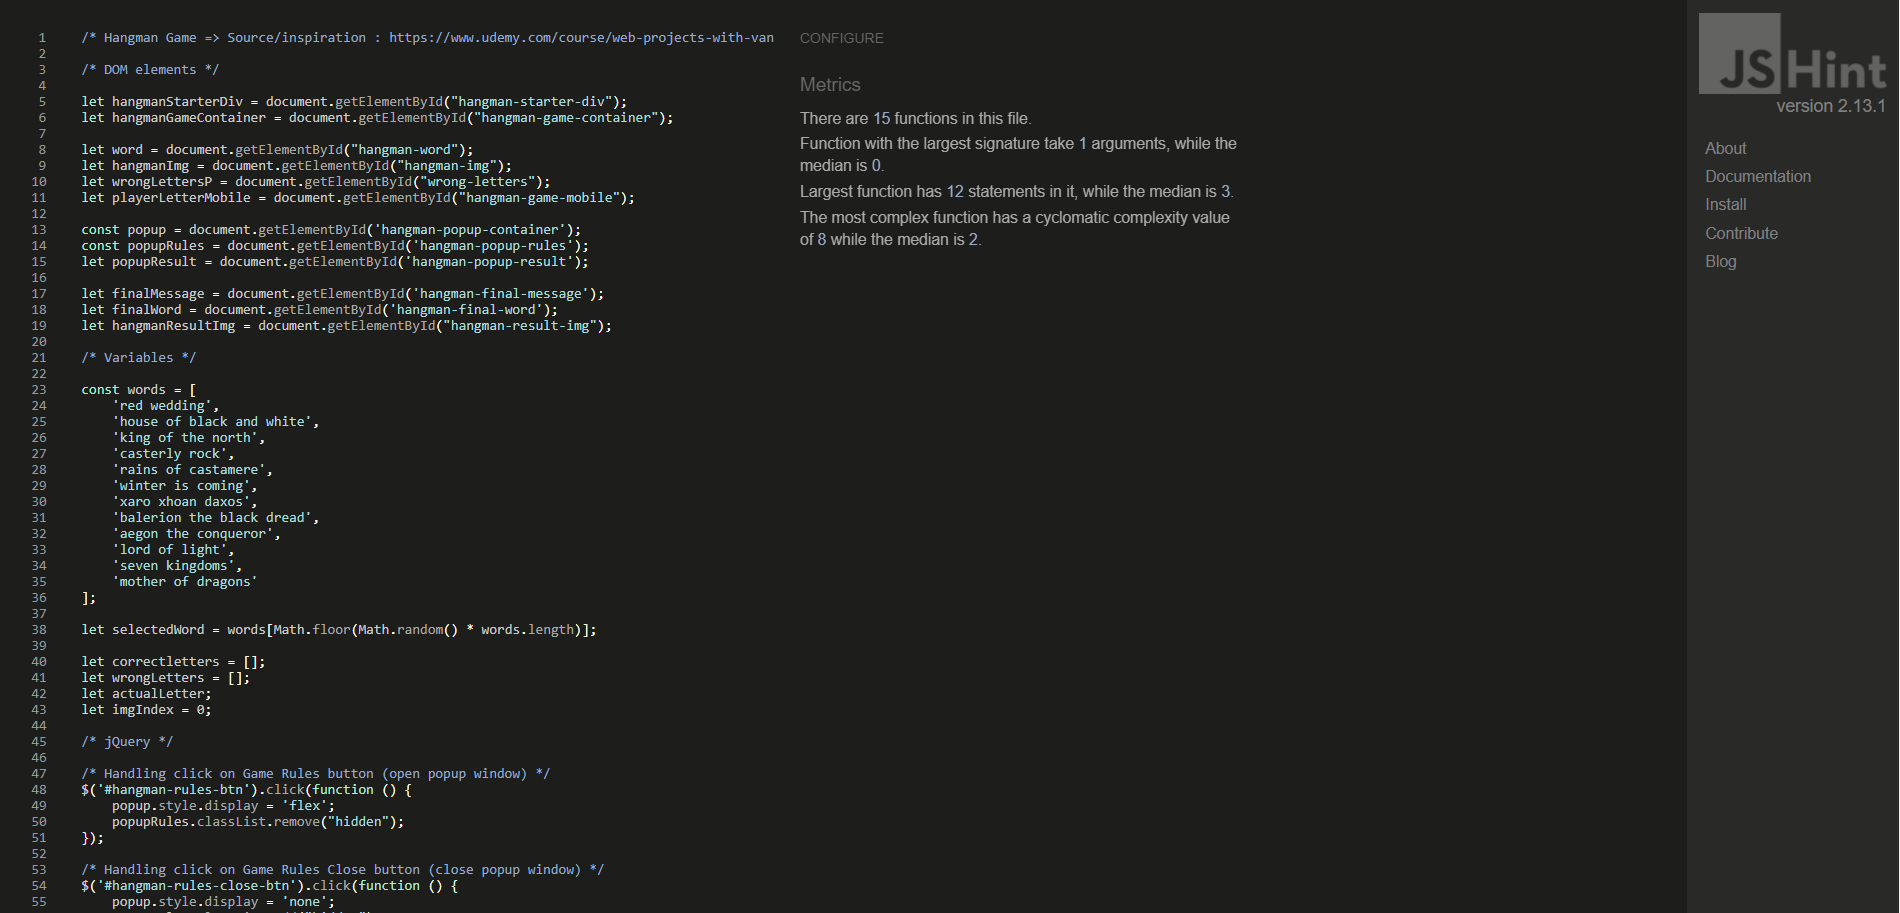 1 /* Hangman Game => Source/inspiration : https://www.udemy.com/course/web-projects-with-van
2
3 /* DOM elements */
4
5 let hangmanStarterDiv = document.getElementById("hangman-starter-div");
6 let hangmanGameContainer = document.getElementById("hangman-game-container");
7
8 let word = document.getElementById("hangman-word");
9 let hangmanImg = document.getElementById("hangman-img");
10 let wrongLettersP = document.getElementById("wrong-letters");
11 let playerLetterMobile = document.getElementById("hangman-game-mobile");
12
13 const popup = document.getElementById('hangman-popup-container');
14 const popupRules = document.getElementById('hangman-popup-rules');
15 let popupResult = document.getElementById('hangman-popup-result');
16
17 let finalMessage = document.getElementById('hangman-final-message');
18 let finalWord = document.getElementById('hangman-final-word');
19 let hangmanResultImg = document.getElementById("hangman-result-img");
20
21 /* Variables */
22
23 const words = [
24 'red wedding',
25 'house of black and white',
26 'king of the north',
27 'casterly rock',
28 'rains of castamere',
29 'winter is coming',
30 'xaro xhoan daxos',
31 'balerion the black dread',
32 'aegon the conqueror',
33 'lord of light',
34 'seven kingdoms',
35 'mother of dragons'
36 ];
37
38 let selectedWord = words[Math.floor(Math.random() * words.length)];
39
40 let correctletters = [];
41 let wrongLetters = [];
42 let actualLetter;
43 let imgIndex = 0;
44
45 /* jQuery */
46
47 /* Handling click on Game Rules button (open popup window) */
48 $('#hangman-rules-btn').click(function () {
49 popup.style.display = 'flex';
50 popupRules.classList.remove("hidden");
51 });
52
53 /* Handling click on Game Rules Close button (close popup window) */
54 $('#hangman-rules-close-btn').click(function () {
55 popup.style.display = 'none';
CONFIGURE
Metrics
There are 15 functions in this file.
Function with the largest signature take 1 arguments, while the
median is 0.
Largest function has 12 statements in it, while the median is 3.
The most complex function has a cyclomatic complexity value
of 8 while the median is 2.
JSHint
version 2.13.1
About
Documentation
Install
Contribute
Blog